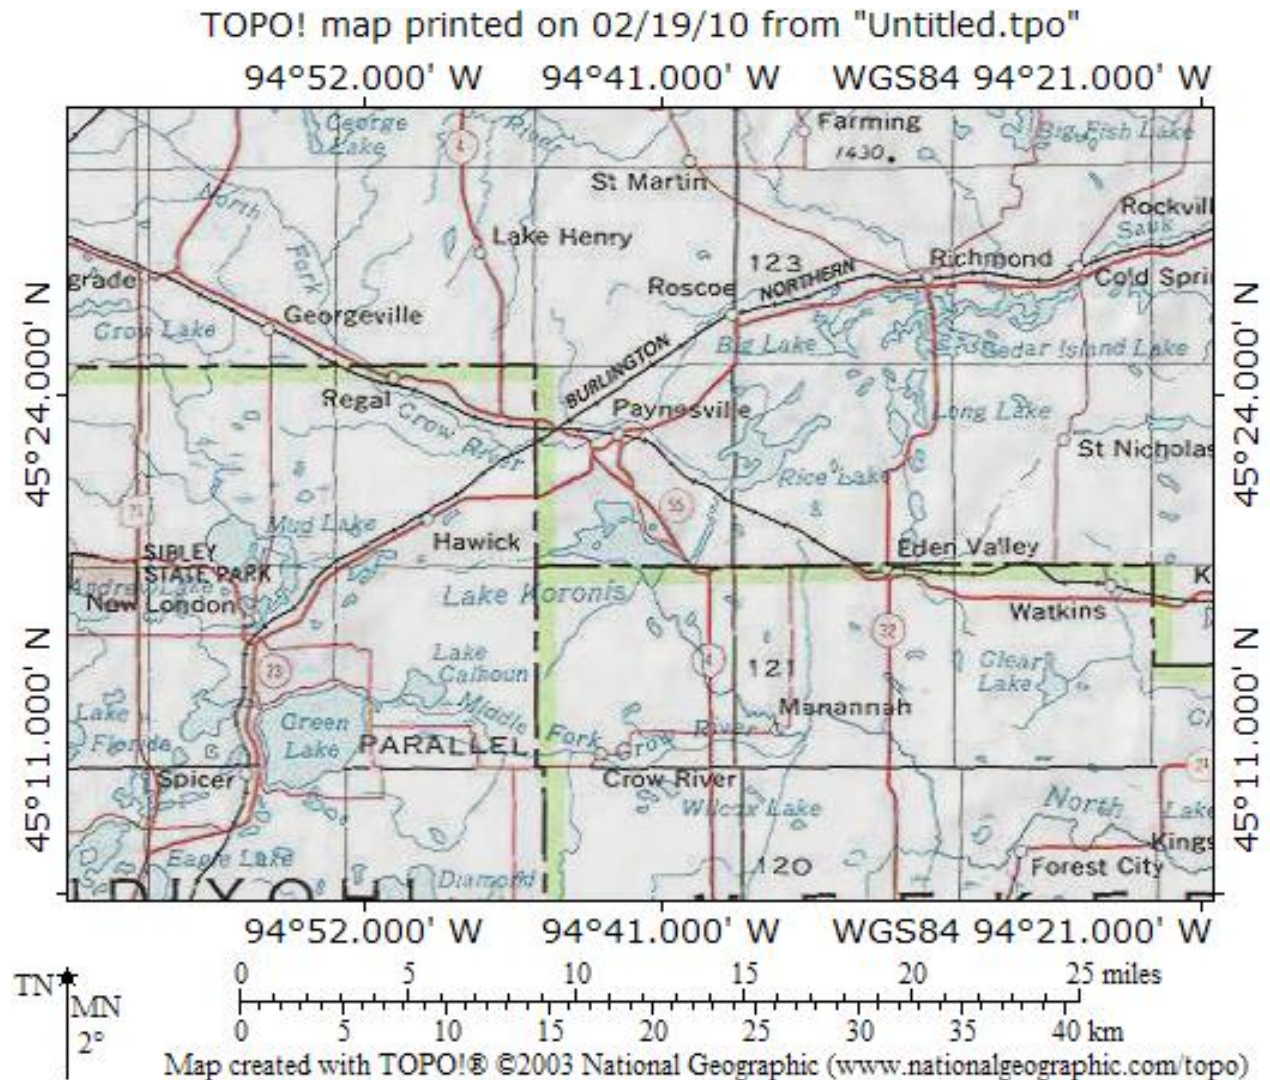 TOPO! map printed on 02/19/10 from "Untitled.tpo"
94°52.000' W 94°41.000' W WGS84 94°21.000' W
George Lake
4
River
Farming
1430
Big Fish Lake
St Martin
North Fork
Rockvill
Sauk
Lake Henry
Richmond
123
grade
Roscoe
NORTHERN
Cold Spri
Georgeville
Crow Lake
Big Lake
Cedar Island Lake
BURLINGTON
Regal
Crow River
Paynesville
Long Lake
St Nicholas
Rice Lake
71
55
Mud Lake
Hawick
SIBLEY
STATE PARK
Eden Valley
Andrew Lake
Lake Koronis
K
New London
Watkins
32
23
4
121
Lake Calhoun
Clear Lake
Lake Florida
Green Lake
Middle Fork Crow River
Manannah
PARALLEL
Spicer
Crow River
24
Wilcox Lake
North
Lake
Kings
Eagle Lake
Diamond
120
Forest City
45°24.000' N
45°11.000' N
45°24.000' N
45°11.000' N
94°52.000' W 94°41.000' W WGS84 94°21.000' W
TN
MN
2°
0 5 10 15 20 25 miles
0 5 10 15 20 25 30 35 40 km
Map created with TOPO!® ©2003 National Geographic (www.nationalgeographic.com/topo)